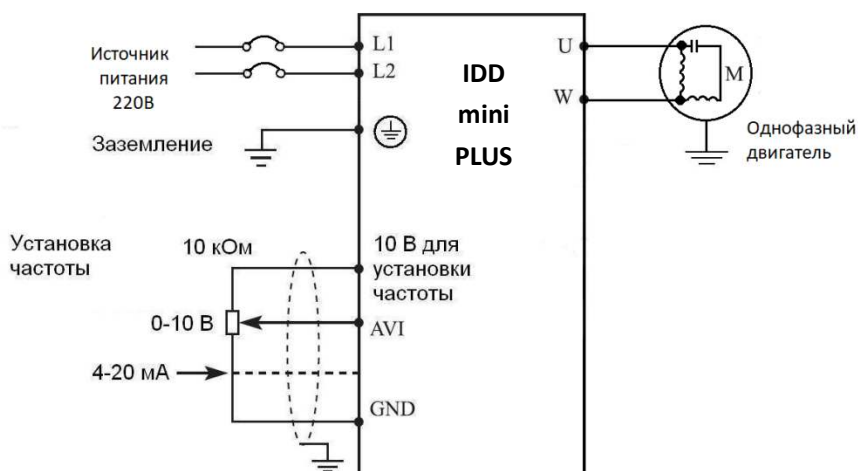 Источник
питания
220В
L1
L2
Заземление
IDD
mini
PLUS
U
W
M
Однофазный
двигатель
Установка
частоты
10 кОм
10 В для
установки
частоты
0-10 В
AVI
4-20 мА
GND